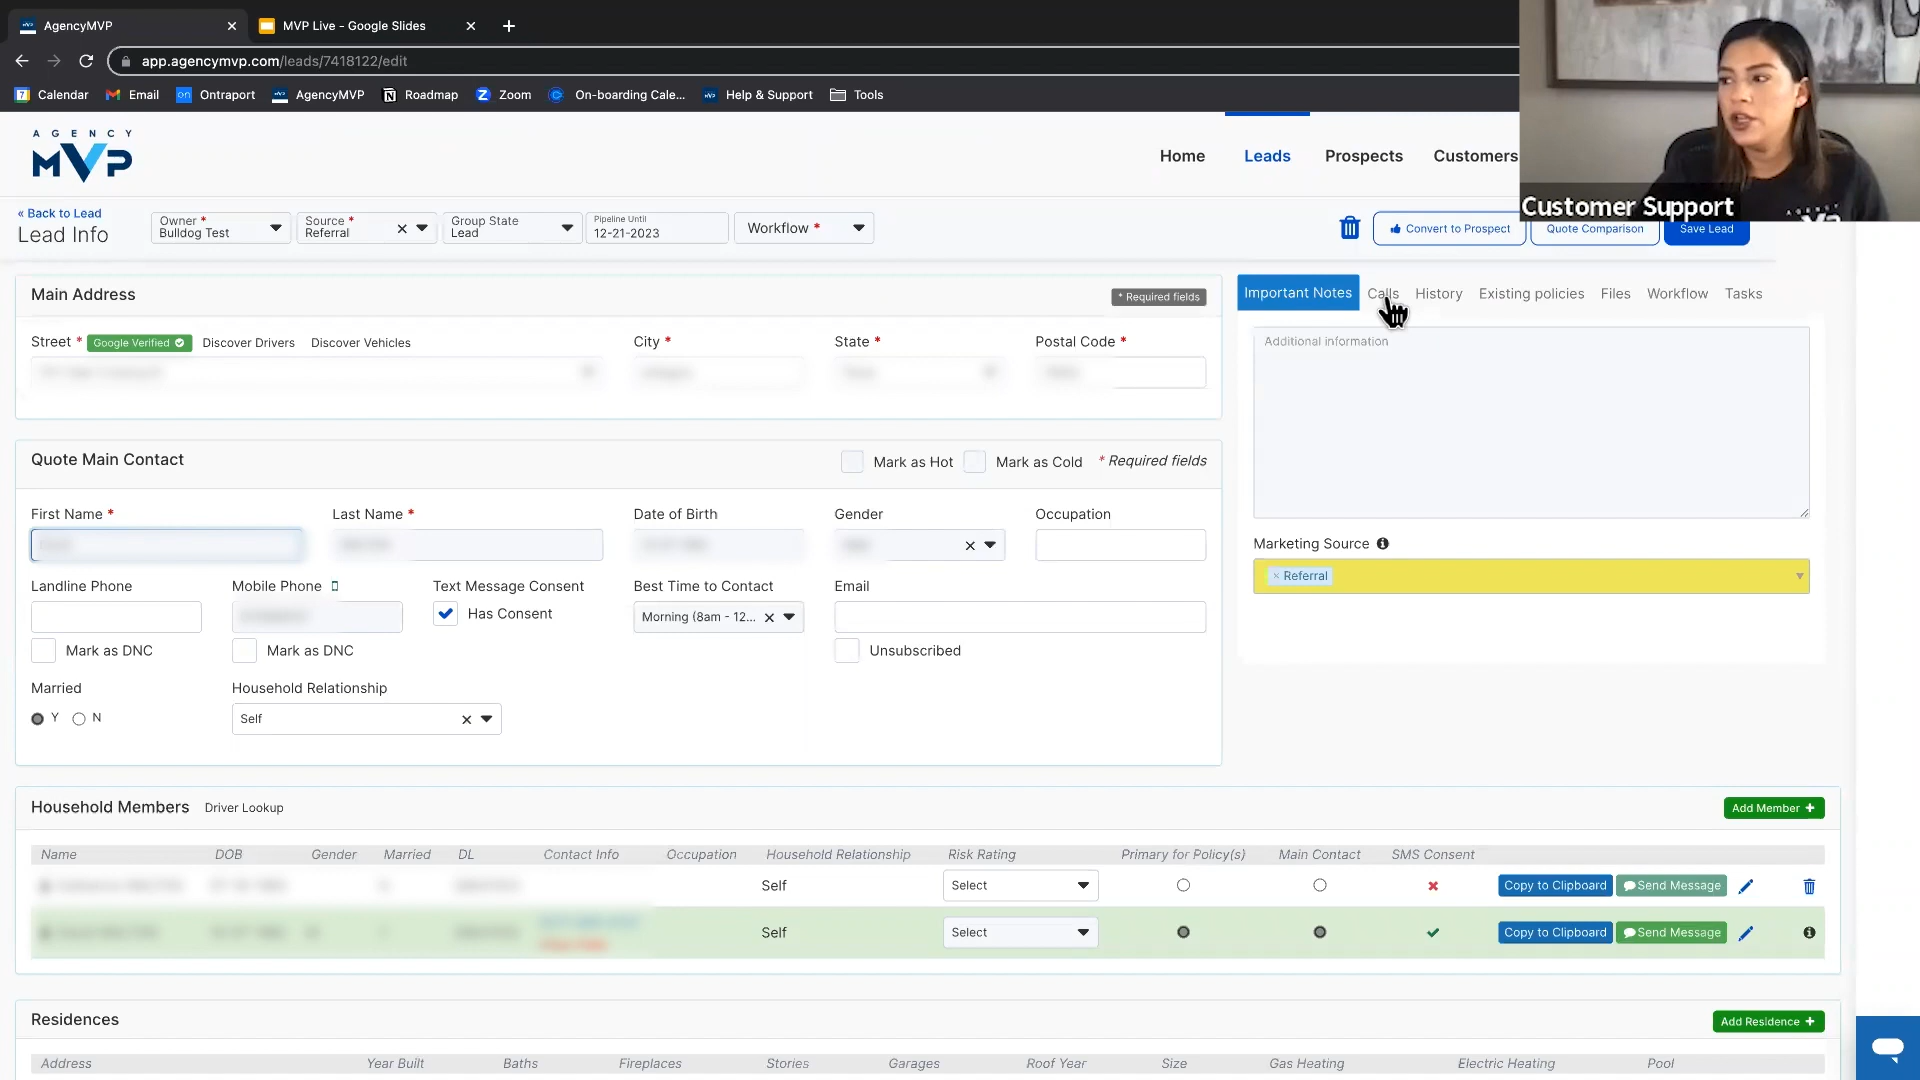 AgencyMVP
MVP Live - Google Slides
app.agencymvp.com/leads/7418122/edit
Calendar
Email
Ontraport
AgencyMVP
Roadmap
Zoom
On-boarding Cale...
Help & Support
Tools
AGENCY
MVP
Home
Leads
Prospects
Customers
Customer Support
« Back to Lead
Lead Info
Owner *
Bulldog Test
Source *
Referral
Group State
Lead
Pipeline Until
12-21-2023
Workflow *
Convert to Prospect
Quote Comparison
Save Lead
Main Address
* Required fields
Street * Google Verified Discover Drivers Discover Vehicles
City *
State *
Postal Code *
Important Notes
Calls
History
Existing policies
Files
Workflow
Tasks
Additional information
Marketing Source
× Referral
Quote Main Contact
Mark as Hot
Mark as Cold
* Required fields
First Name *
Last Name *
Date of Birth
Gender
Occupation
Landline Phone
Mobile Phone
Text Message Consent
Best Time to Contact
Email
Has Consent
Morning (8am - 12...
Mark as DNC
Mark as DNC
Unsubscribed
Married
Household Relationship
Y N
Self
Household Members Driver Lookup
Add Member +
Name DOB Gender Married DL Contact Info Occupation Household Relationship Risk Rating Primary for Policy(s) Main Contact SMS Consent
Self Select Copy to Clipboard Send Message
Self Select Copy to Clipboard Send Message
Residences
Add Residence +
Address Year Built Baths Fireplaces Stories Garages Roof Year Size Gas Heating Electric Heating Pool